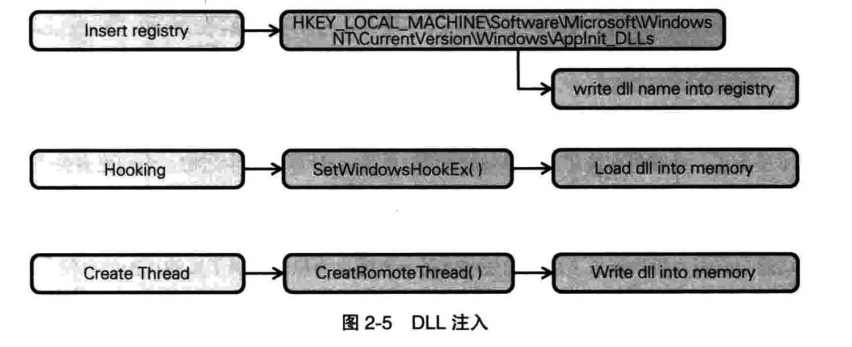 Insert registry
HKEY_LOCAL_MACHINE\Software\Microsoft\Windows
NT\CurrentVersion\Windows\AppInit_DLLs
write dll name into registry
Hooking
SetWindowsHookEx( )
Load dll into memory
Create Thread
CreatRomoteThread( )
Write dll into memory
图 2-5 DLL 注入